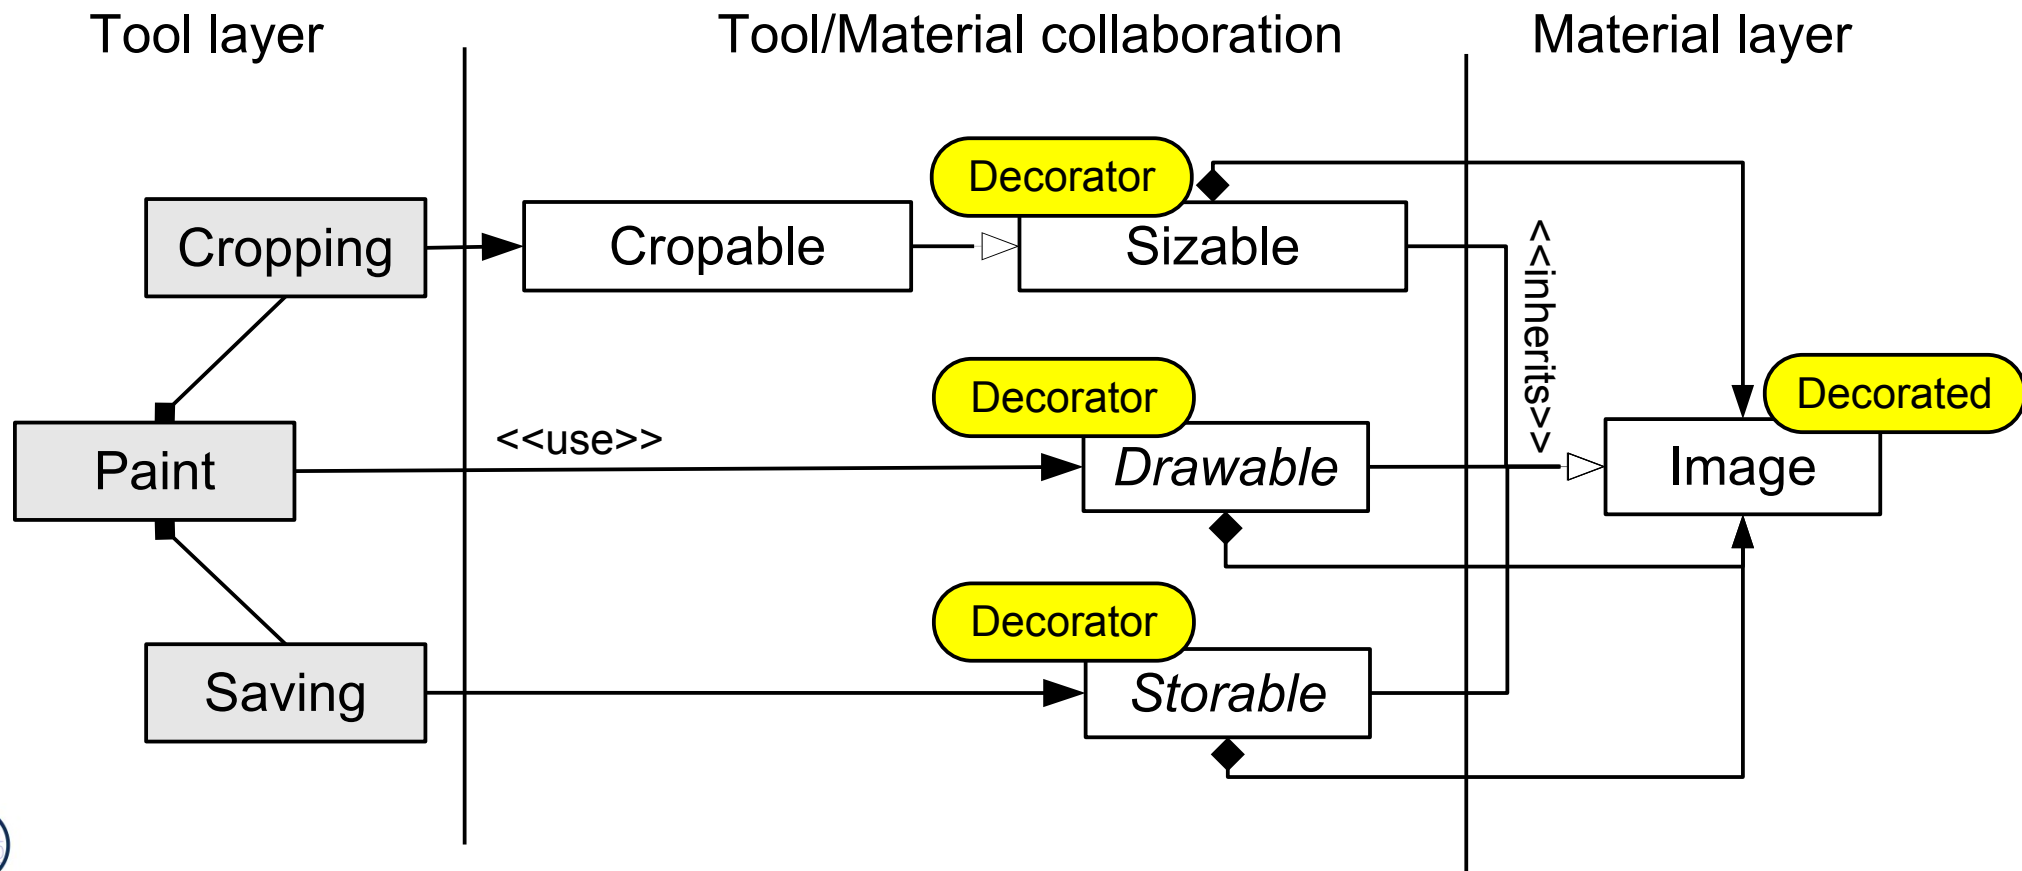 Tool layer
Tool/Material collaboration
Material layer
Decorator
Cropping
Cropable
Sizable
<<inherits>>
Decorator
Decorated
<<use>>
Paint
Drawable
Image
Decorator
Saving
Storable